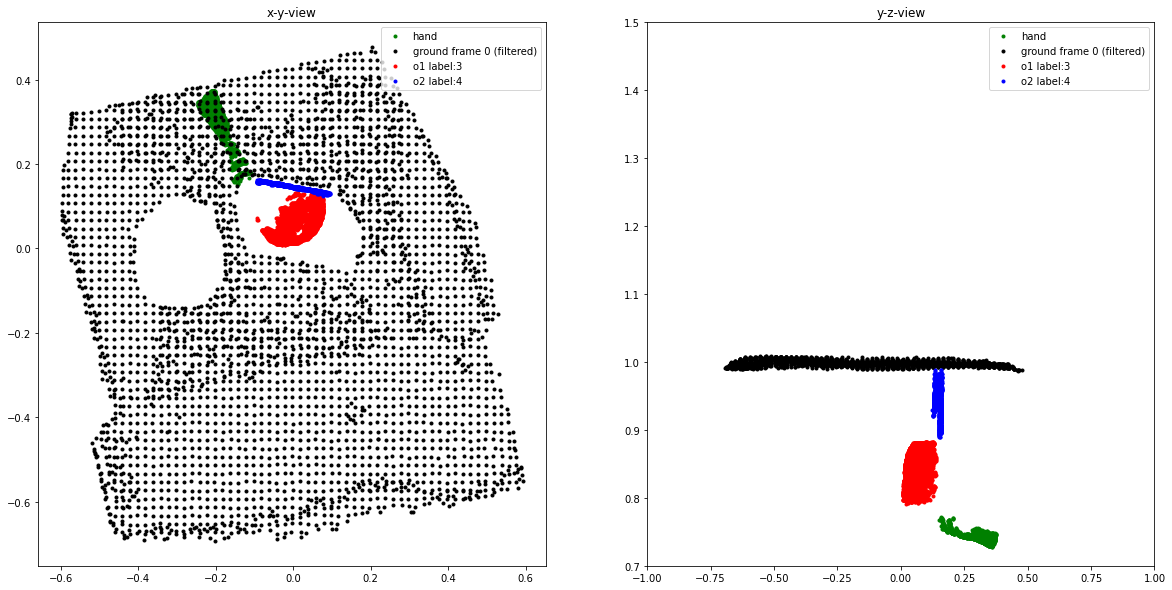 x-y-view
hand
ground frame 0 (filtered)
o1 label:3
o2 label:4
0.4
0.2
0.0
−0.2
−0.4
−0.6
−0.6 −0.4 −0.2 0.0 0.2 0.4 0.6
y-z-view
hand
ground frame 0 (filtered)
o1 label:3
o2 label:4
1.5
1.4
1.3
1.2
1.1
1.0
0.9
0.8
0.7
−1.00 −0.75 −0.50 −0.25 0.00 0.25 0.50 0.75 1.00